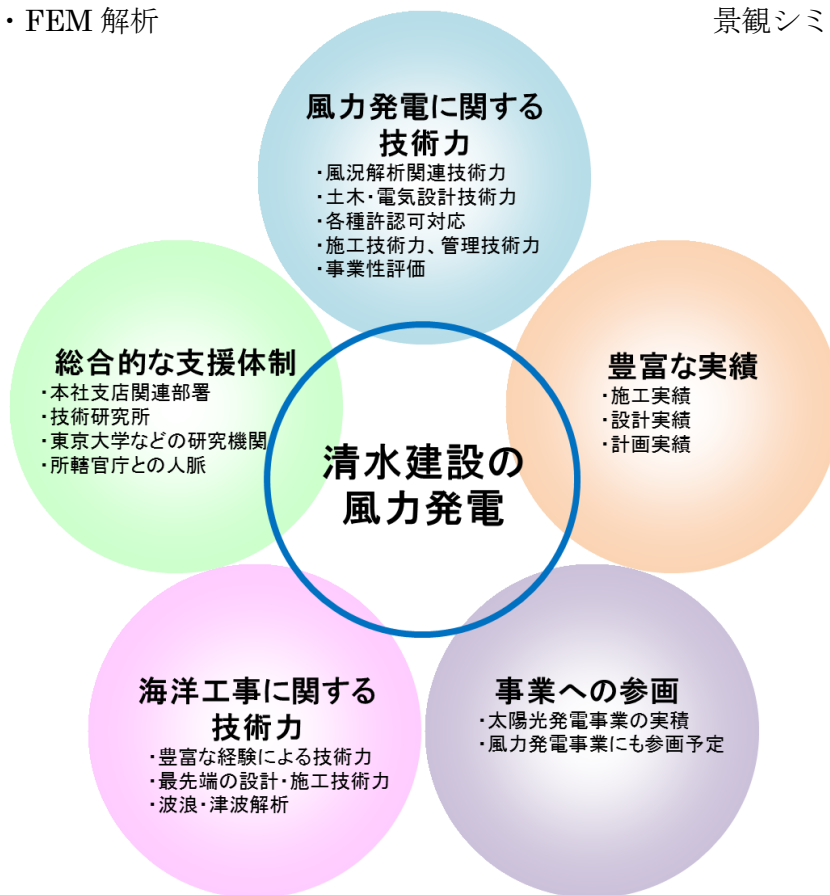 ・FEM 解析
景観シミ
風力発電に関する
技術力
・風況解析関連技術力
・土木・電気設計技術力
・各種許認可対応
・施工技術力、管理技術力
・事業性評価
総合的な支援体制
・本社支店関連部署
・技術研究所
・東京大学などの研究機関
・所轄官庁との人脈
豊富な実績
・施工実績
・設計実績
・計画実績
清水建設の
風力発電
海洋工事に関する
技術力
・豊富な経験による技術力
・最先端の設計・施工技術力
・波浪・津波解析
事業への参画
・太陽光発電事業の実積
・風力発電事業にも参画予定